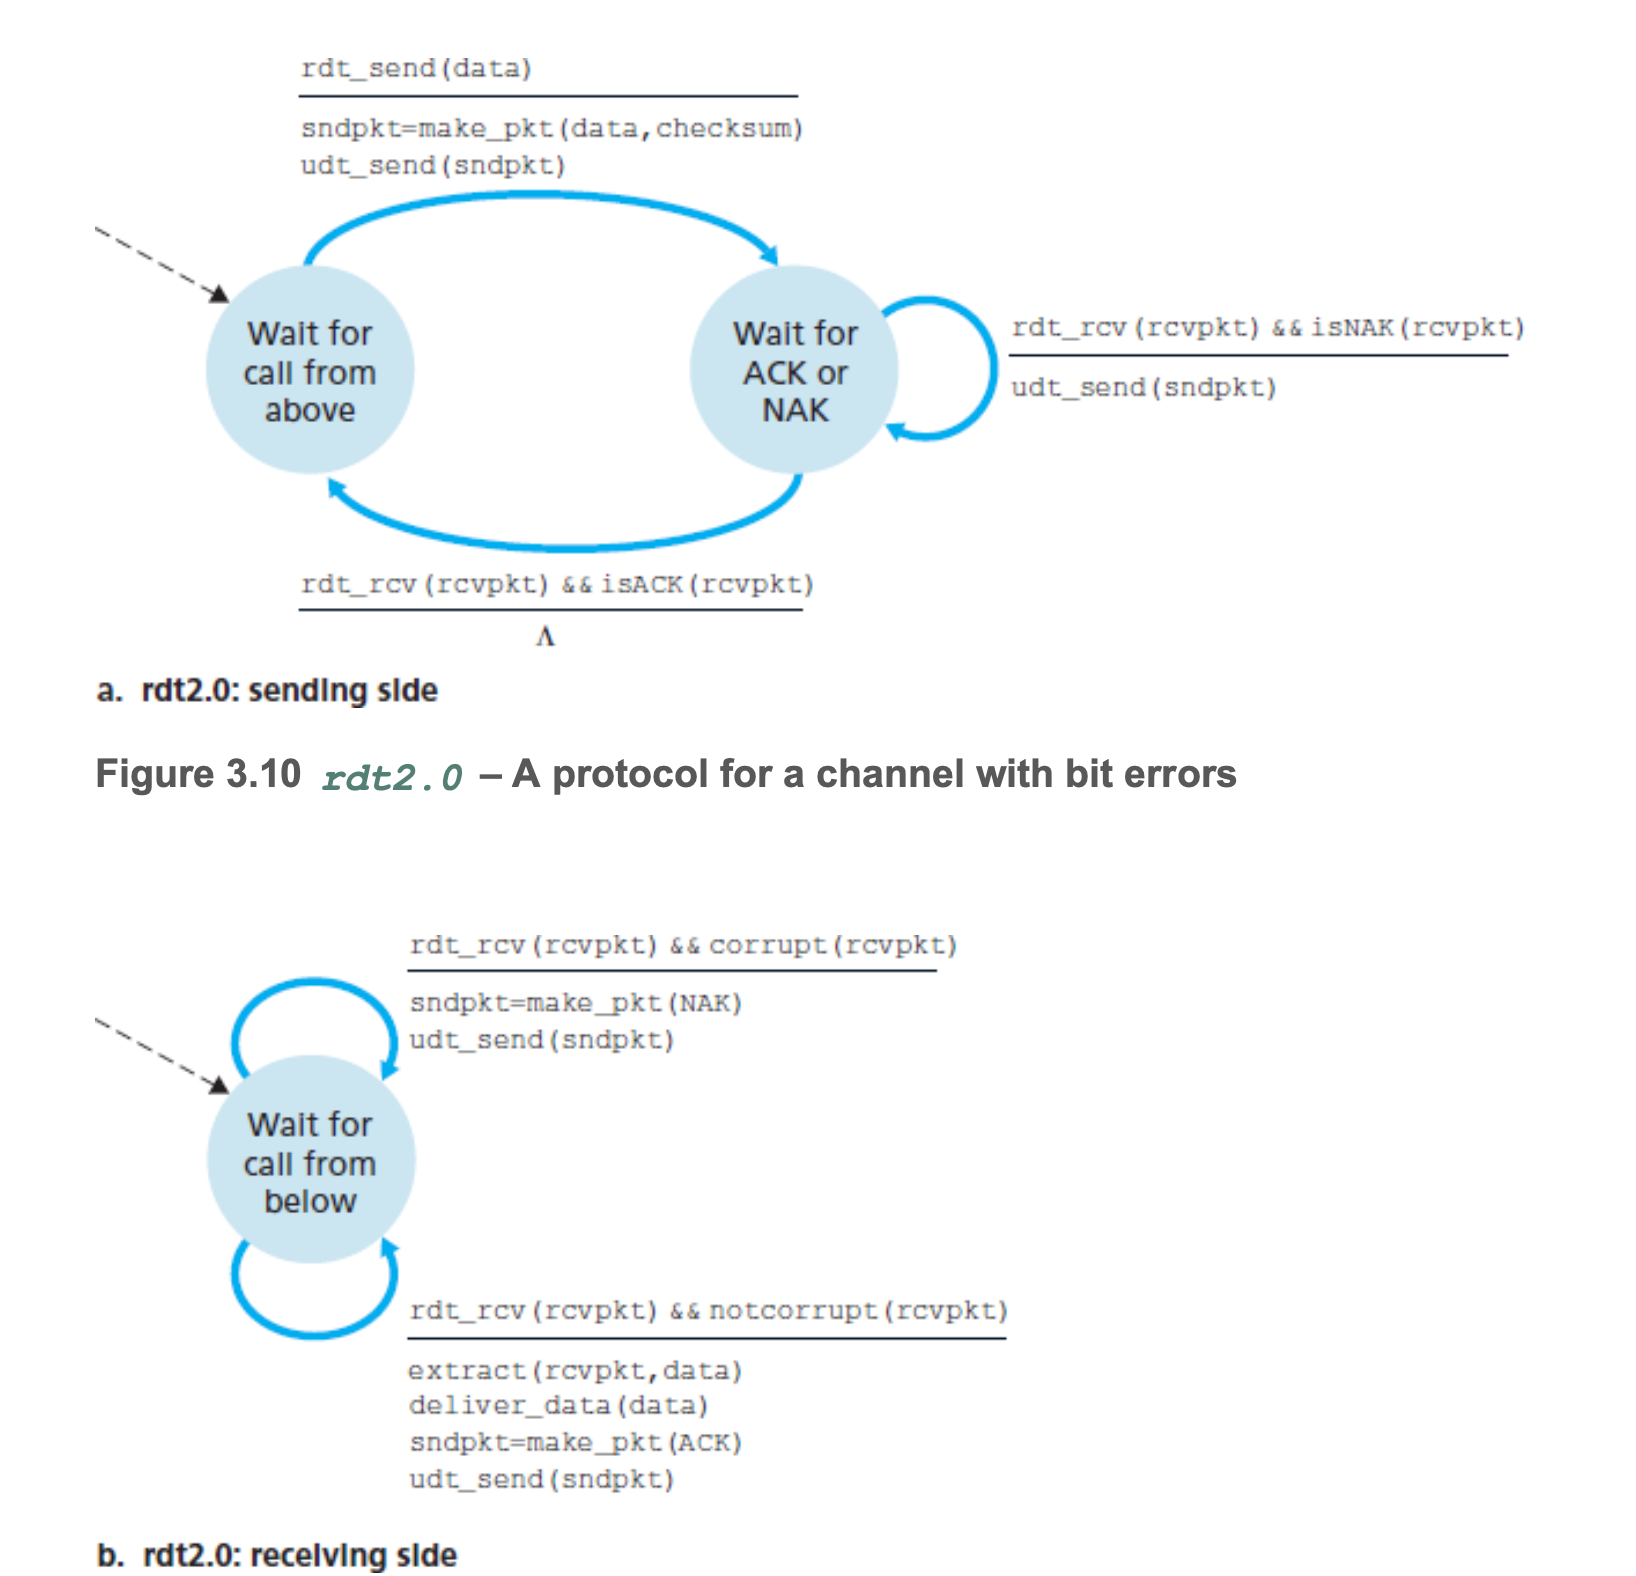 rdt_send(data)
sndpkt=make_pkt(data,checksum)
udt_send(sndpkt)
Wait for
call from
above
Wait for
ACK or
NAK
rdt_rcv(rcvpkt) && isNAK(rcvpkt)
udt_send(sndpkt)
rdt_rcv(rcvpkt) && isACK(rcvpkt)
Λ
a. rdt2.0: sending side
Figure 3.10 rdt2.0 – A protocol for a channel with bit errors
rdt_rcv(rcvpkt) && corrupt(rcvpkt)
sndpkt=make_pkt(NAK)
udt_send(sndpkt)
Wait for
call from
below
rdt_rcv(rcvpkt) && notcorrupt(rcvpkt)
extract(rcvpkt,data)
deliver_data(data)
sndpkt=make_pkt(ACK)
udt_send(sndpkt)
b. rdt2.0: receiving side